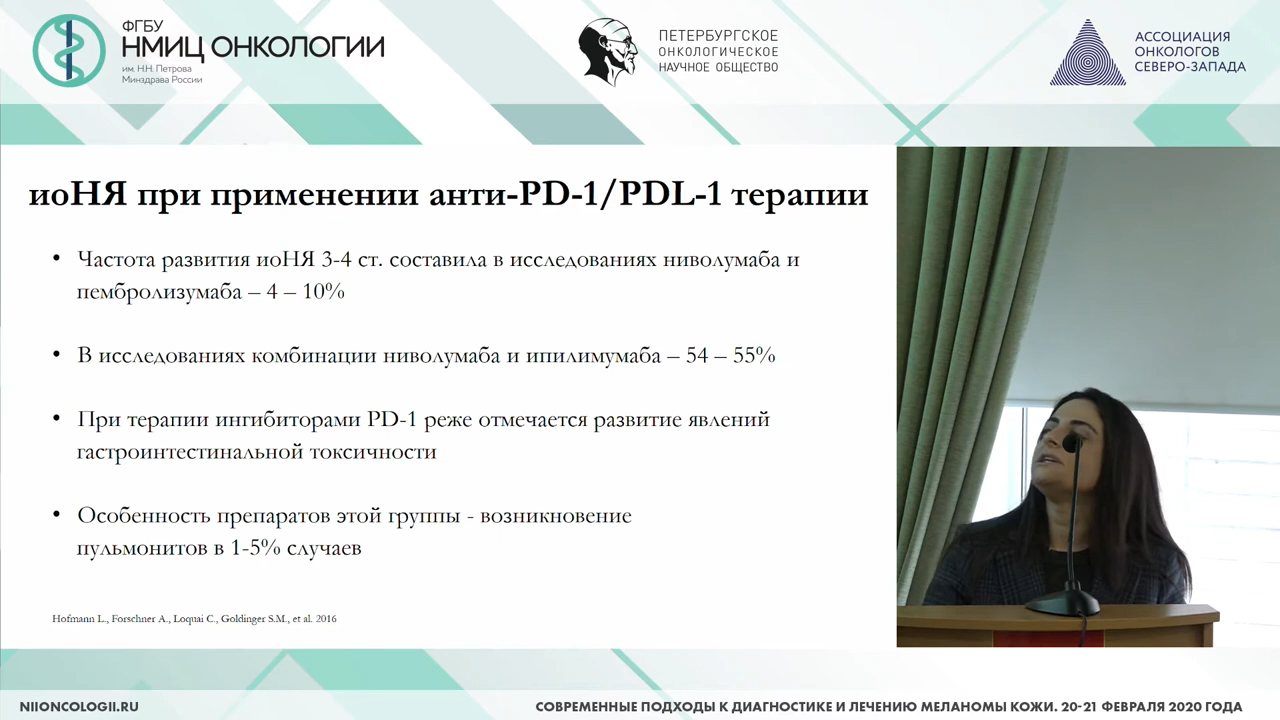 ФГБУ
НМИЦ ОНКОЛОГИИ
им. Н.Н. Петрова
Минздрава России
ПЕТЕРБУРГСКОЕ
ОНКОЛОГИЧЕСКОЕ
НАУЧНОЕ ОБЩЕСТВО
АССОЦИАЦИЯ
ОНКОЛОГОВ
СЕВЕРО-ЗАПАДА
иоНЯ при применении анти-PD-1/PDL-1 терапии
• Частота развития иоНЯ 3-4 ст. составила в исследованиях ниволумаба и
пембролизумаба – 4 – 10%
• В исследованиях комбинации ниволумаба и ипилимумаба – 54 – 55%
• При терапии ингибиторами PD-1 реже отмечается развитие явлений
гастроинтестинальной токсичности
• Особенность препаратов этой группы - возникновение
пульмонитов в 1-5% случаев
Hofmann L., Forschner A., Loquai C., Goldinger S.M., et al. 2016
NIIONCOLOGII.RU
СОВРЕМЕННЫЕ ПОДХОДЫ К ДИАГНОСТИКЕ И ЛЕЧЕНИЮ МЕЛАНОМЫ КОЖИ. 20-21 ФЕВРАЛЯ 2020 ГОДА